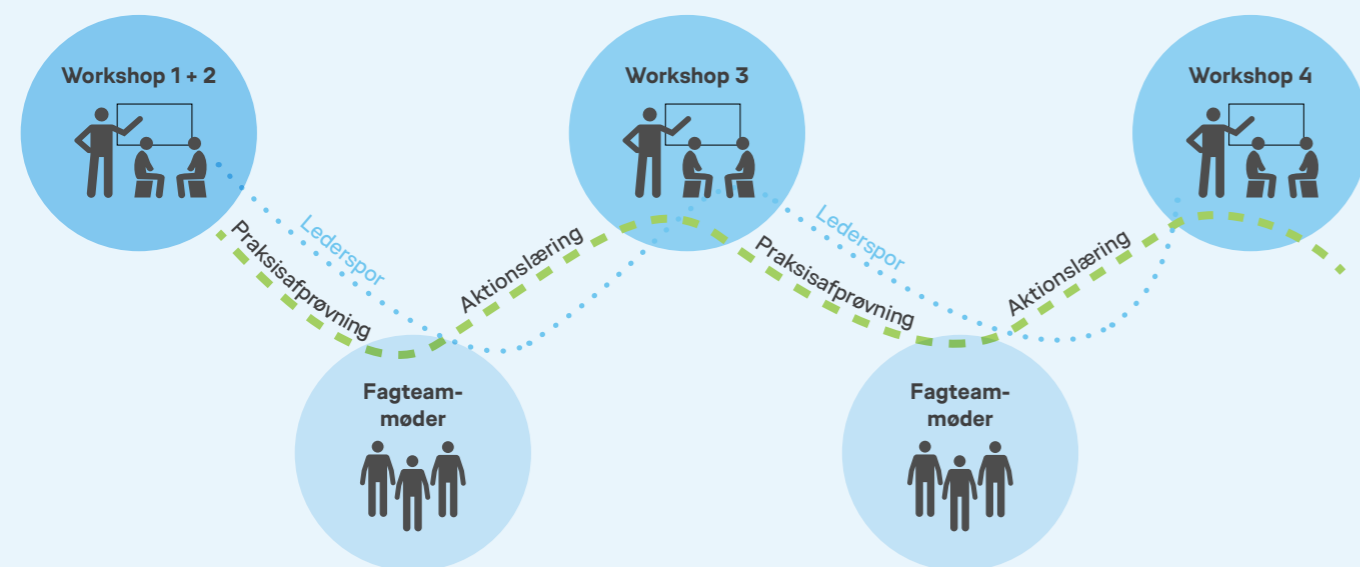 Workshop 1 + 2
Workshop 3
Workshop 4
Lederspor
Praksisafprøvning
Aktionslæring
Lederspor
Praksisafprøvning
Aktionslæring
Fagteam-
møder
Fagteam-
møder